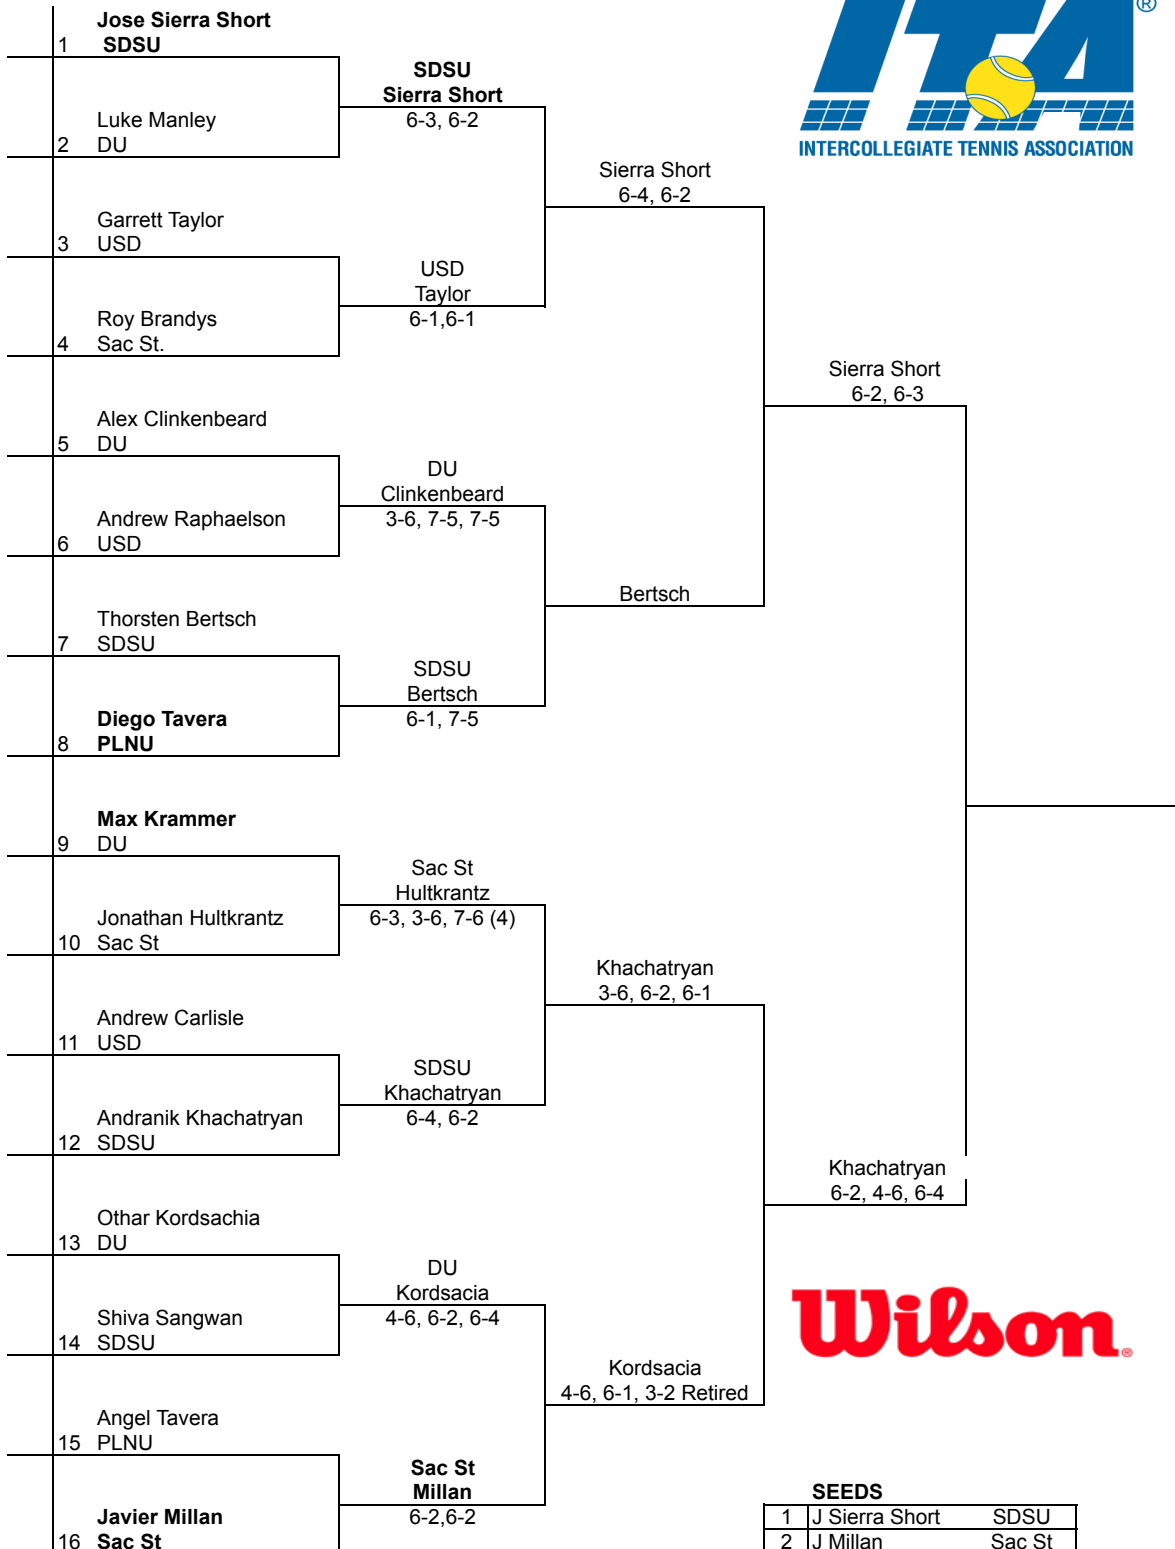 Jose Sierra Short
1 SDSU
Luke Manley
2 DU
Garrett Taylor
3 USD
Roy Brandys
4 Sac St.
Alex Clinkenbeard
5 DU
Andrew Raphaelson
6 USD
Thorsten Bertsch
7 SDSU
Diego Tavera
8 PLNU
Max Krammer
9 DU
Jonathan Hultkrantz
10 Sac St
Andrew Carlisle
11 USD
Andranik Khachatryan
12 SDSU
Othar Kordsachia
13 DU
Shiva Sangwan
14 SDSU
Angel Tavera
15 PLNU
Javier Millan
16 Sac St
SDSU
Sierra Short
6-3, 6-2
USD
Taylor
6-1,6-1
DU
Clinkenbeard
3-6, 7-5, 7-5
SDSU
Bertsch
6-1, 7-5
Sac St
Hultkrantz
6-3, 3-6, 7-6 (4)
SDSU
Khachatryan
6-4, 6-2
DU
Kordsacia
4-6, 6-2, 6-4
Sac St
Millan
6-2,6-2
Sierra Short
6-4, 6-2
Bertsch
Khachatryan
3-6, 6-2, 6-1
Kordsacia
4-6, 6-1, 3-2 Retired
Sierra Short
6-2, 6-3
Khachatryan
6-2, 4-6, 6-4
ITA ®
INTERCOLLEGIATE TENNIS ASSOCIATION
Wilson®
SEEDS
1 J Sierra Short SDSU
2 J Millan Sac St